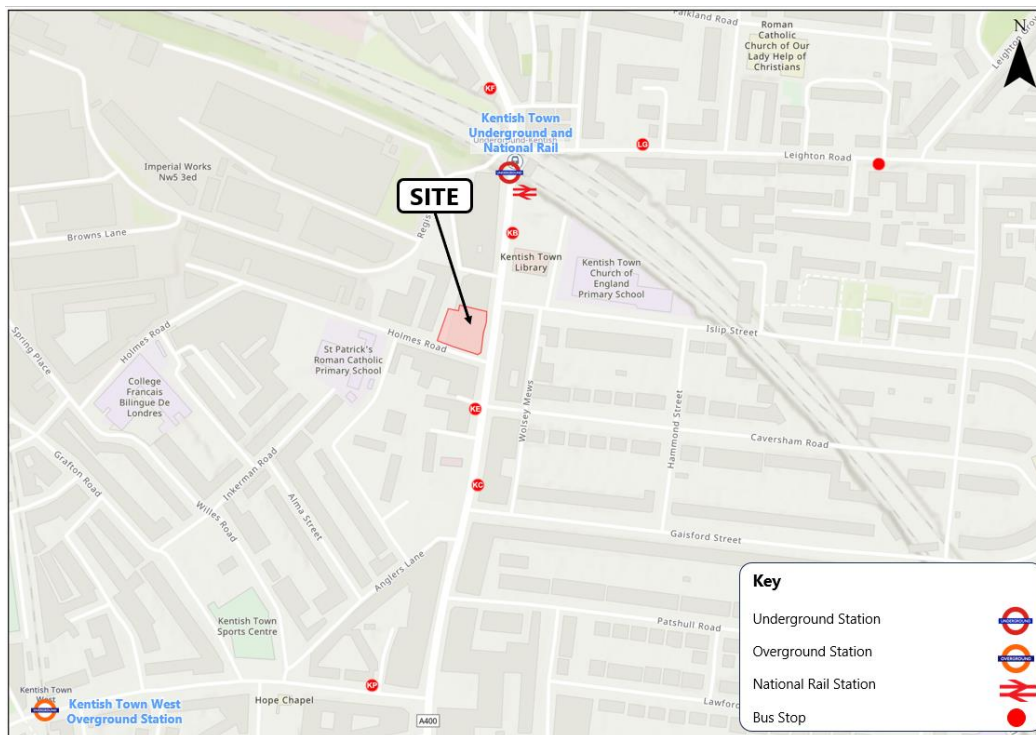 Falkland Road
Roman
Catholic
Church of Our
Lady Help of
Christians
N
KF
Kentish Town
Underground and
National Rail
LG
Leighton Road
UNDERGROUND
Imperial Works
Nw5 3ed
SITE
KB
Browns Lane
Kentish Town
Library
Kentish Town
Church of
England
Primary School
Islip Street
Holmes Road
Holmes Road
St Patrick's
Roman Catholic
Primary School
Spring Place
College
Francais
Bilingue De
Londres
KE
Wolsey Mews
Hammond Street
Caversham Road
Grafton Road
Inkerman Road
KC
Willes Road
Alma Street
Gaisford Street
Anglers Lane
Kentish Town
Sports Centre
Patshull Road
KP
Hope Chapel
Kentish Town
West
Kentish Town West
Overground Station
OVERGROUND
A400
Key
Underground Station
UNDERGROUND
Overground Station
OVERGROUND
National Rail Station
Bus Stop